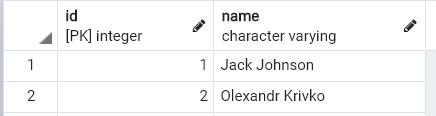 id name
[PK] integer character varying
1 1 Jack Johnson
2 2 Olexandr Krivko